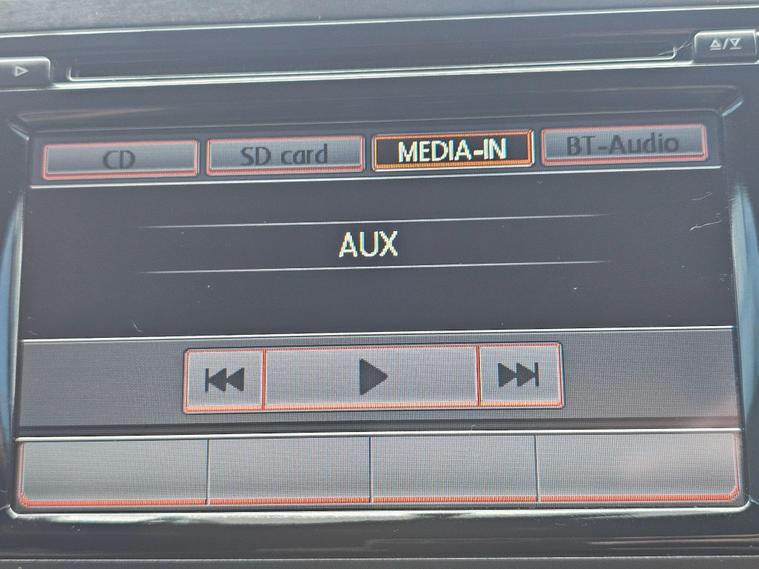 CD
SD card
MEDIA-IN
BT-Audio
AUX